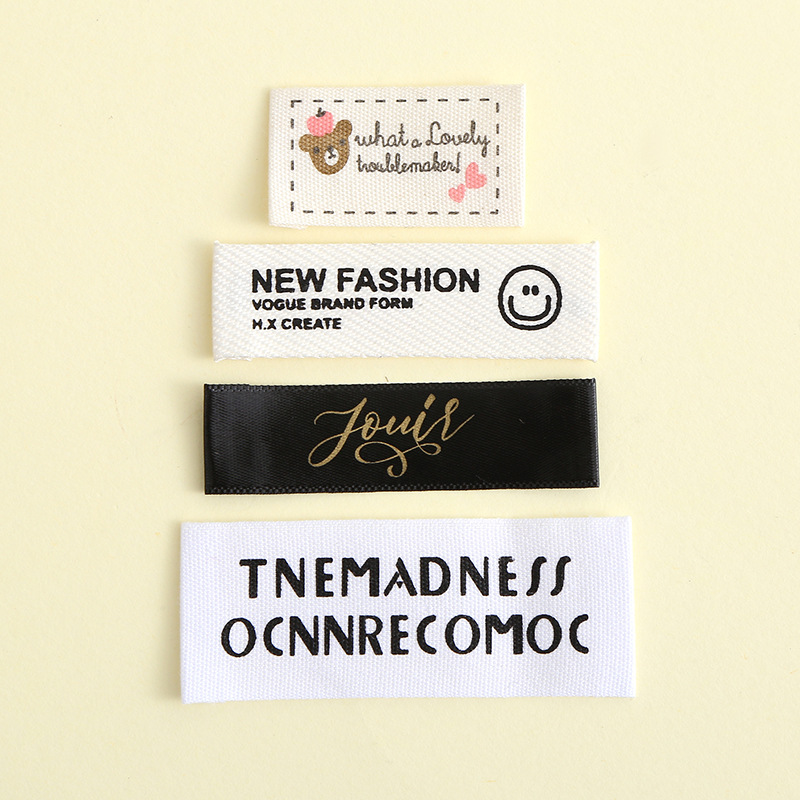 what a Lovely
troublemaker!
NEW FASHION
VOGUE BRAND FORM
H.X CREATE
Jouir
TNEMADNESS
OCNNRECOMOC